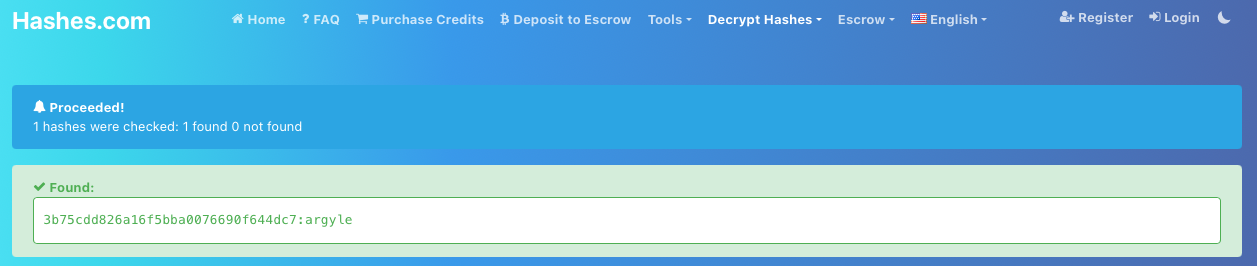 Hashes.com
Home ? FAQ Purchase Credits Deposit to Escrow Tools Decrypt Hashes Escrow English Register Login
Proceeded!
1 hashes were checked: 1 found 0 not found
Found:
3b75cdd826a16f5bba0076690f644dc7:argyle